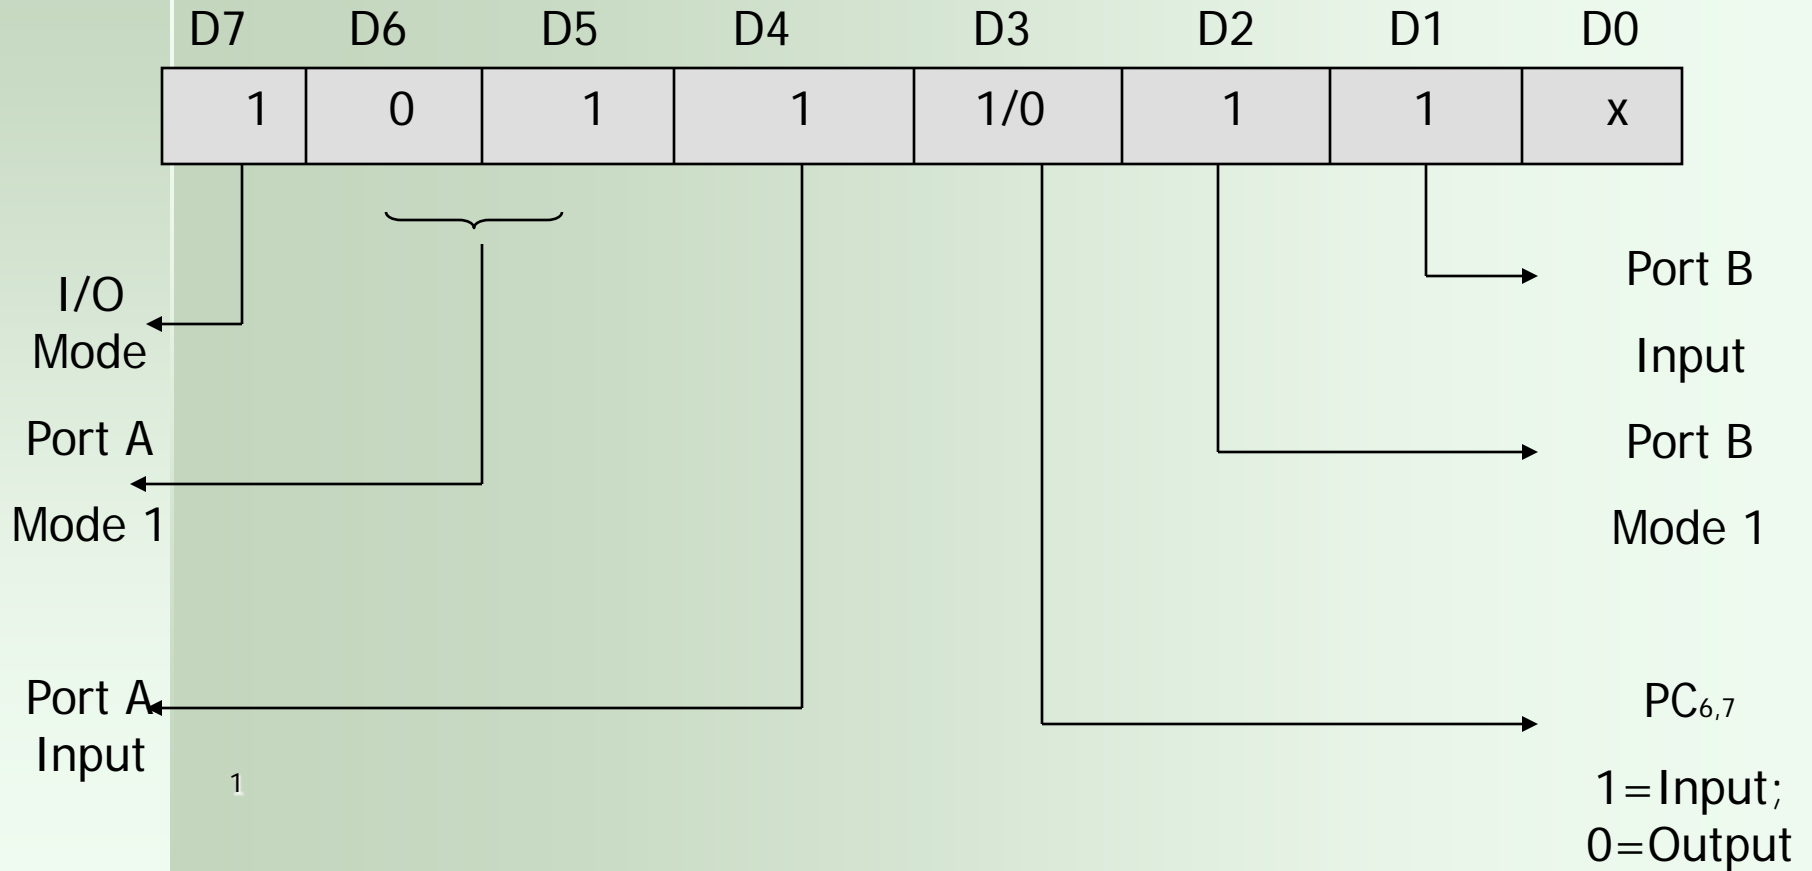 D7 D6 D5 D4 D3 D2 D1 D0
1 0 1 1 1/0 1 1 x
I/O
Mode
Port A
Mode 1
Port A
Input
1
Port B
Input
Port B
Mode 1
PC6,7
1=Input;
0=Output